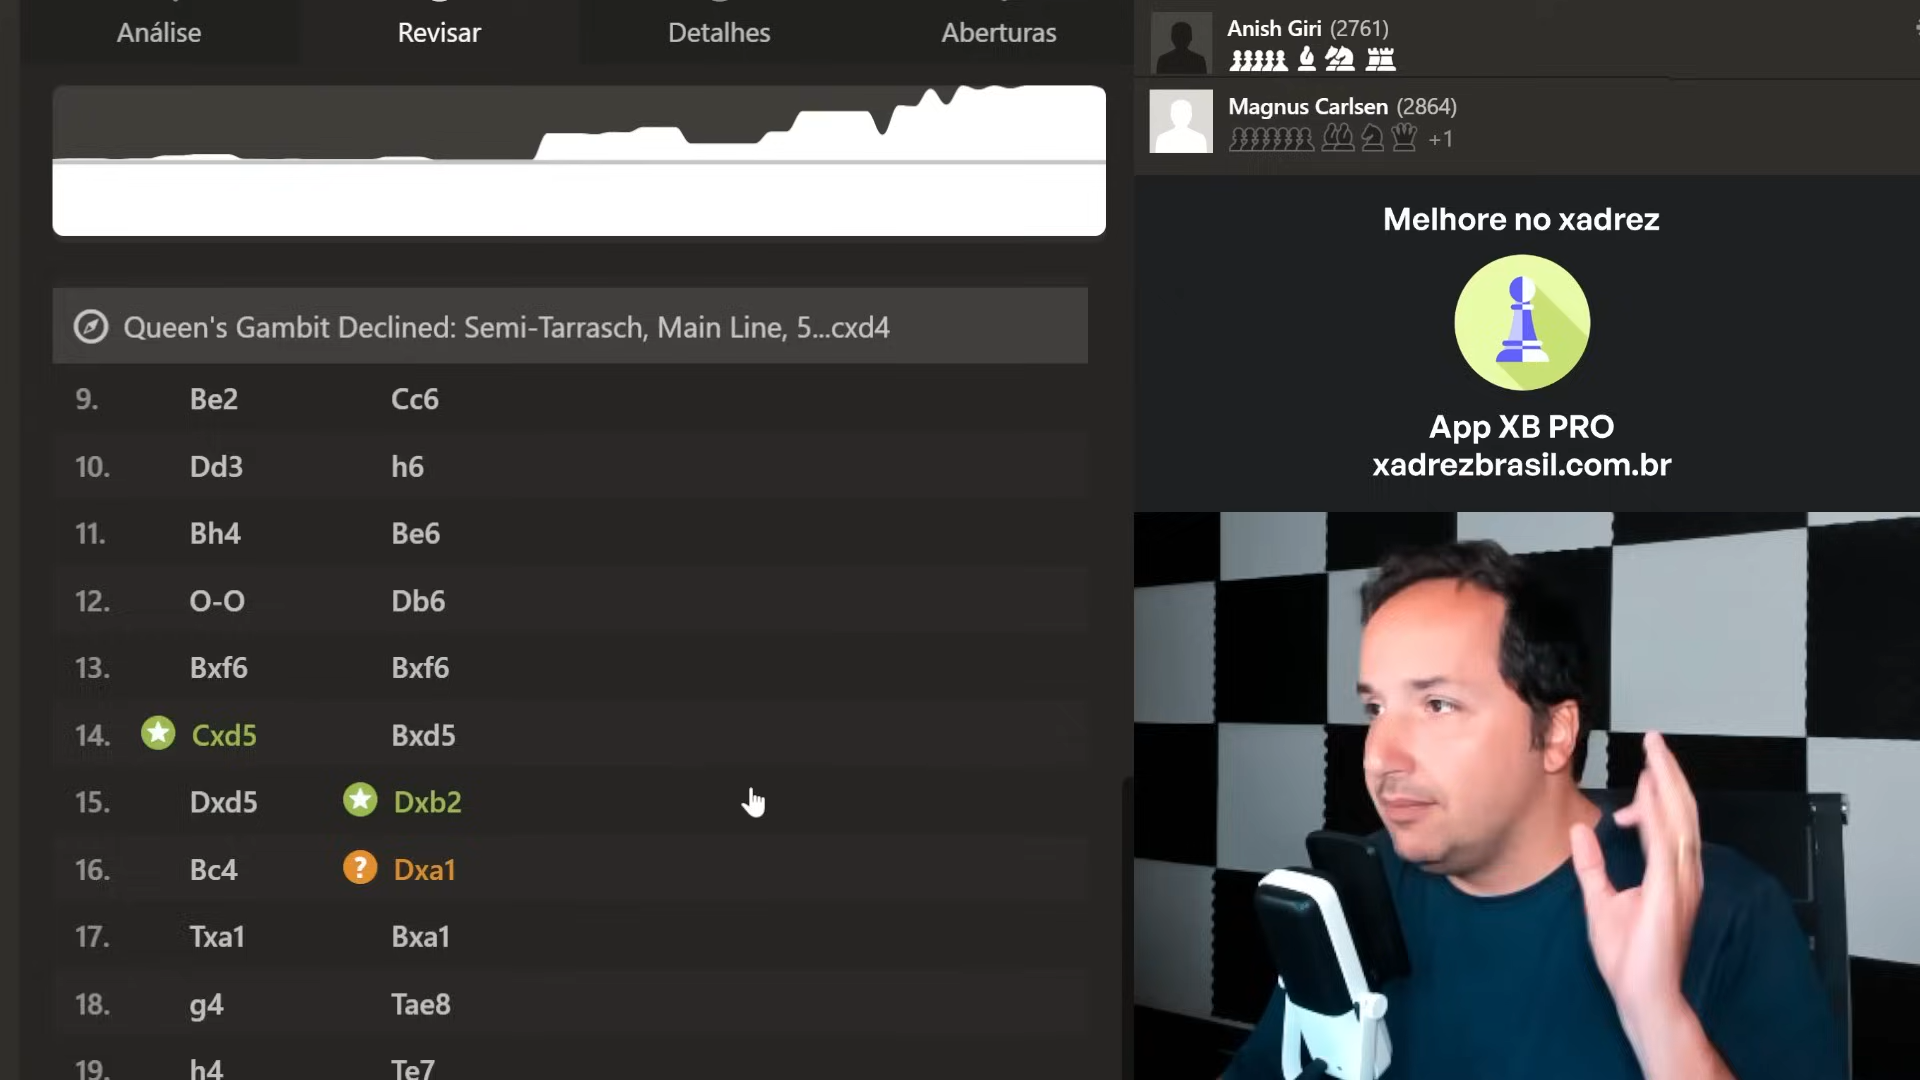 Análise Revisar Detalhes Aberturas
Anish Giri (2761)
Magnus Carlsen (2864)
+1
Melhore no xadrez
App XB PRO
xadrezbrasil.com.br
Queen's Gambit Declined: Semi-Tarrasch, Main Line, 5...cxd4
9. Be2 Cc6
10. Dd3 h6
11. Bh4 Be6
12. O-O Db6
13. Bxf6 Bxf6
14. Cxd5 Bxd5
15. Dxd5 Dxb2
16. Bc4 ? Dxa1
17. Txa1 Bxa1
18. g4 Tae8
19. h4 Te7